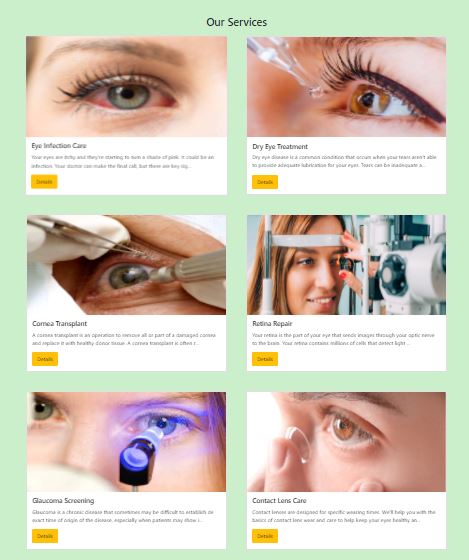 Our Services
Eye Infection Care
Your eyes are itchy and they're starting to turn a shade of pink. It could be an
infection. Your doctor can make the final call, but there are key sig...
Details
Dry Eye Treatment
Dry eye disease is a common condition that occurs when your tears aren't able
to provide adequate lubrication for your eyes. Tears can be inadequate a...
Details
Cornea Transplant
A cornea transplant is an operation to remove all or part of a damaged cornea
and replace it with healthy donor tissue. A cornea transplant is often r...
Details
Retina Repair
Your retina is the part of your eye that sends images through your optic nerve
to the brain. Your retina contains millions of cells that detect light ...
Details
Glaucoma Screening
Glaucoma is a chronic disease that sometimes may be difficult to establish de
exact time of origin of the disease, especially when patients may show i...
Details
Contact Lens Care
Contact lenses are designed for specific wearing times. We'll help you with the
basics of contact lens wear and care to help keep your eyes healthy an...
Details